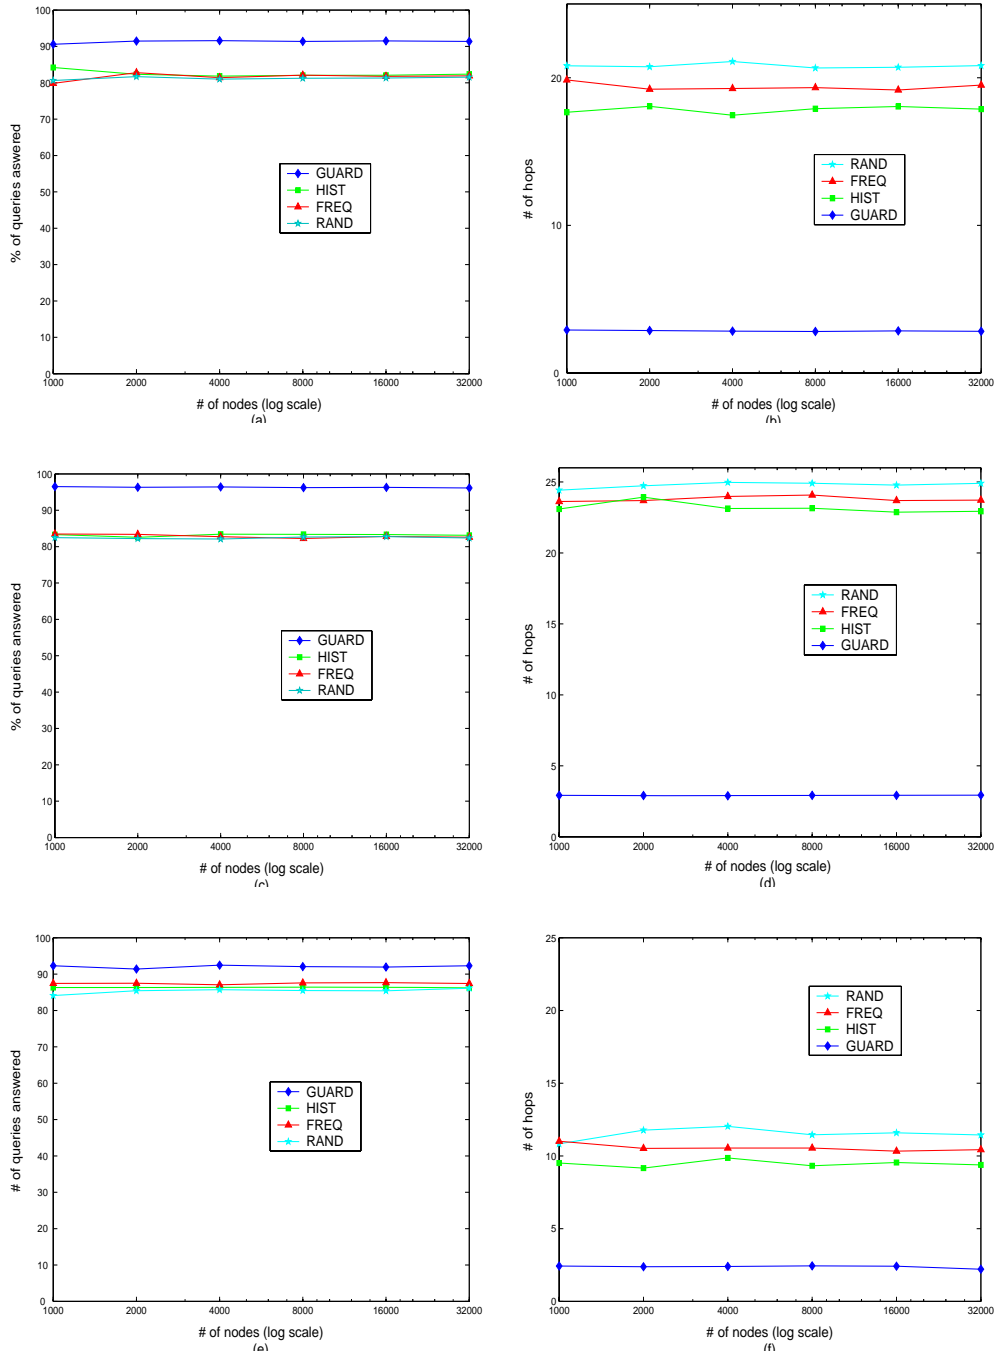 100
90
80
70
60
50
40
30
20
10
0
% of queries aswered
GUARD
HIST
FREQ
RAND
1000 2000 4000 8000 16000 32000
# of nodes (log scale)
(a)
20
10
0
# of hops
RAND
FREQ
HIST
GUARD
1000 2000 4000 8000 16000 32000
# of nodes (log scale)
(b)
100
90
80
70
60
50
40
30
20
10
0
% of queries answered
GUARD
HIST
FREQ
RAND
1000 2000 4000 8000 16000 32000
# of nodes (log scale)
(c)
25
20
15
10
5
0
# of hops
RAND
FREQ
HIST
GUARD
1000 2000 4000 8000 16000 32000
# of nodes (log scale)
(d)
100
90
80
70
60
50
40
30
20
10
0
# of queries answered
GUARD
HIST
FREQ
RAND
1000 2000 4000 8000 16000 32000
# of nodes (log scale)
(e)
25
20
15
10
5
0
# of hops
RAND
FREQ
HIST
GUARD
1000 2000 4000 8000 16000 32000
# of nodes (log scale)
(f)